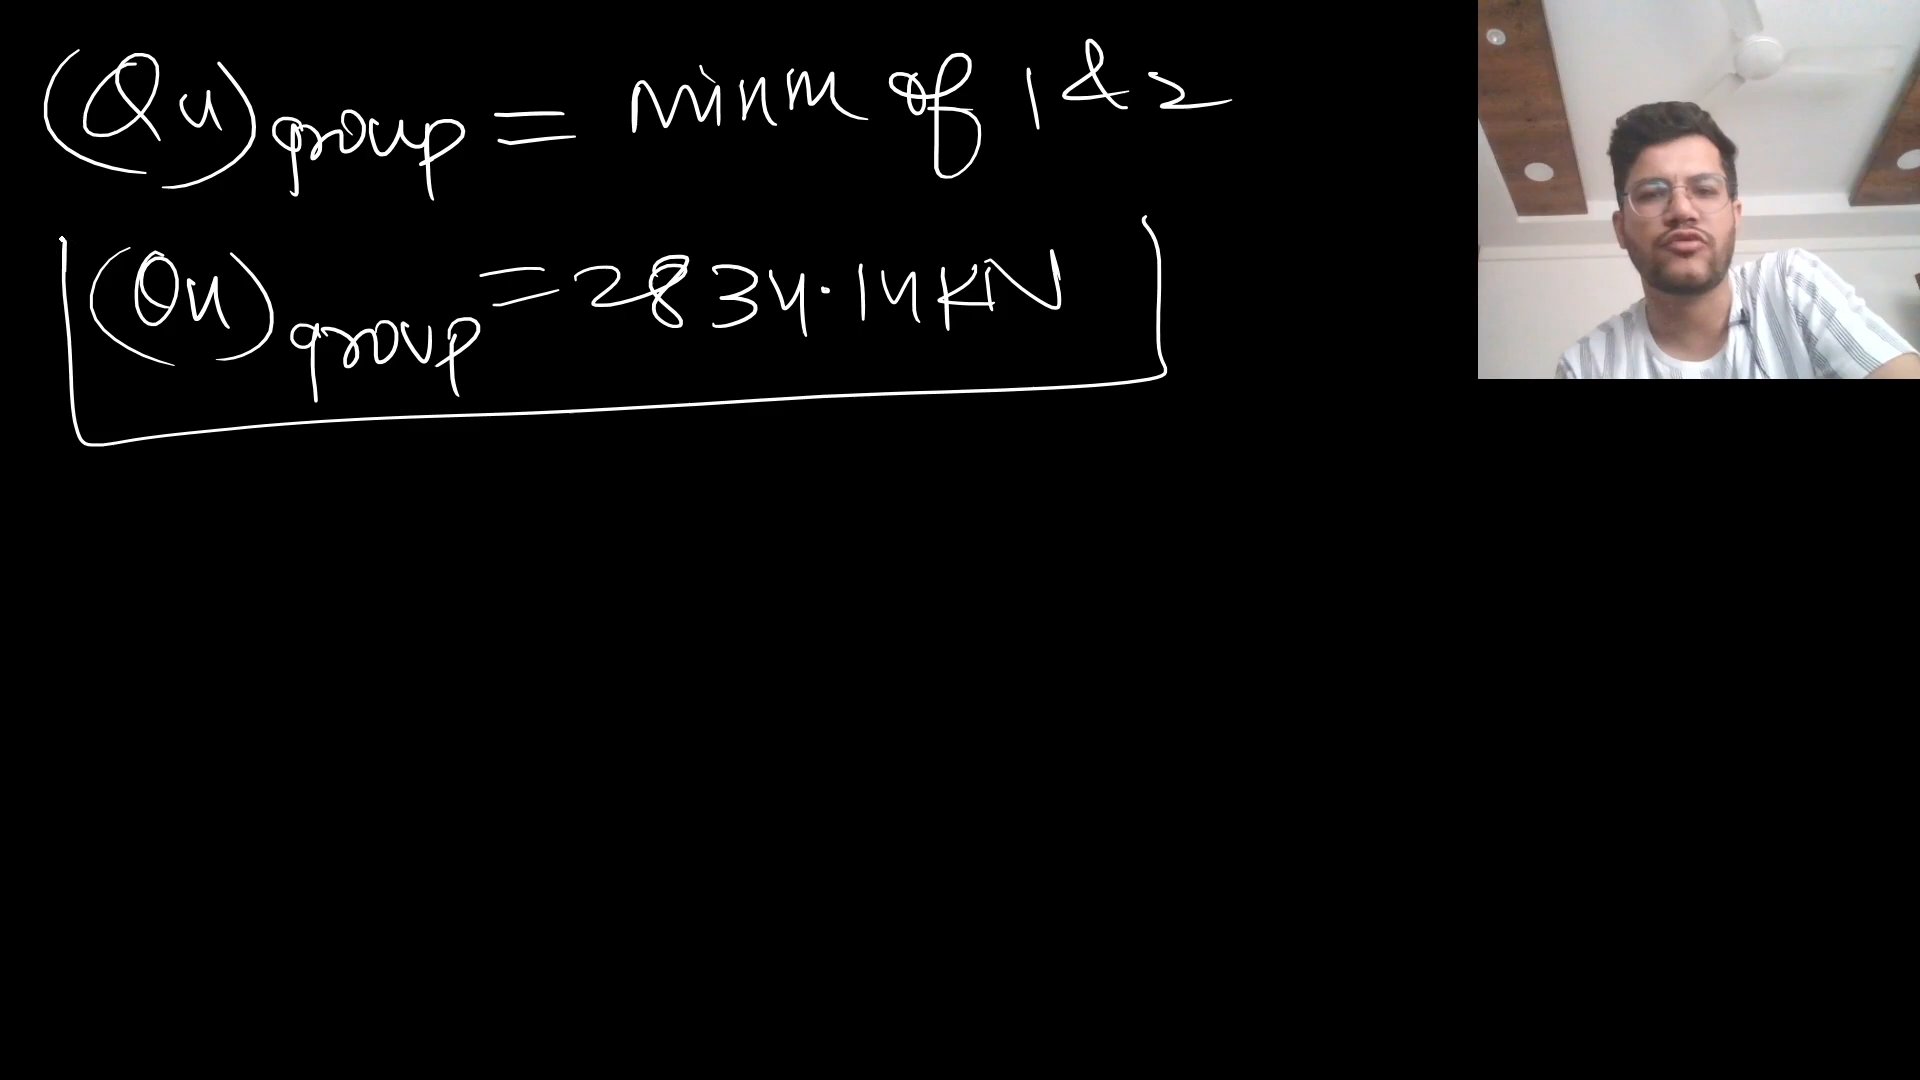 (Qu)group = minm of 1 & 2
(Qu)group = 2834.14 KN